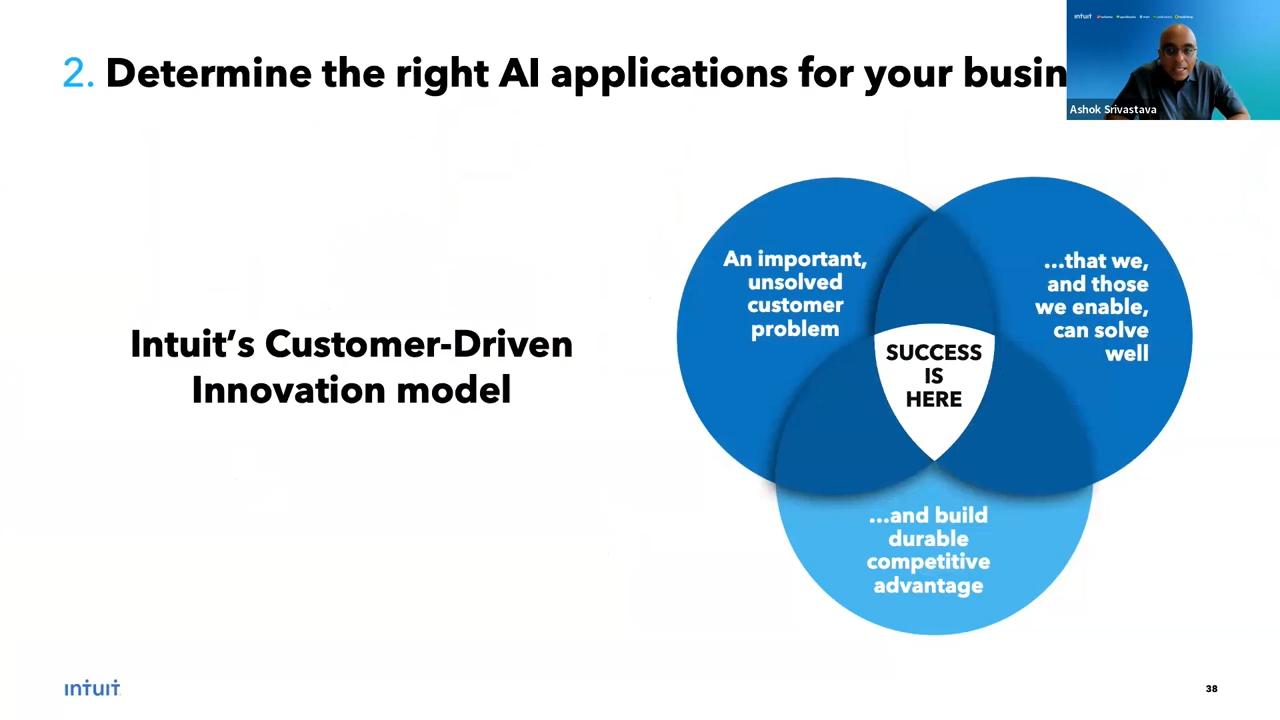 2. Determine the right AI applications for your busin
Ashok Srivastava
An important,
unsolved
customer
problem
...that we,
and those
we enable,
can solve
well
Intuit's Customer-Driven
Innovation model
SUCCESS
IS
HERE
...and build
durable
competitive
advantage
INTUIT
38